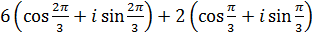 6 (cos 2π/3 + i sin 2π/3) + 2 (cos π/3 + i sin π/3)